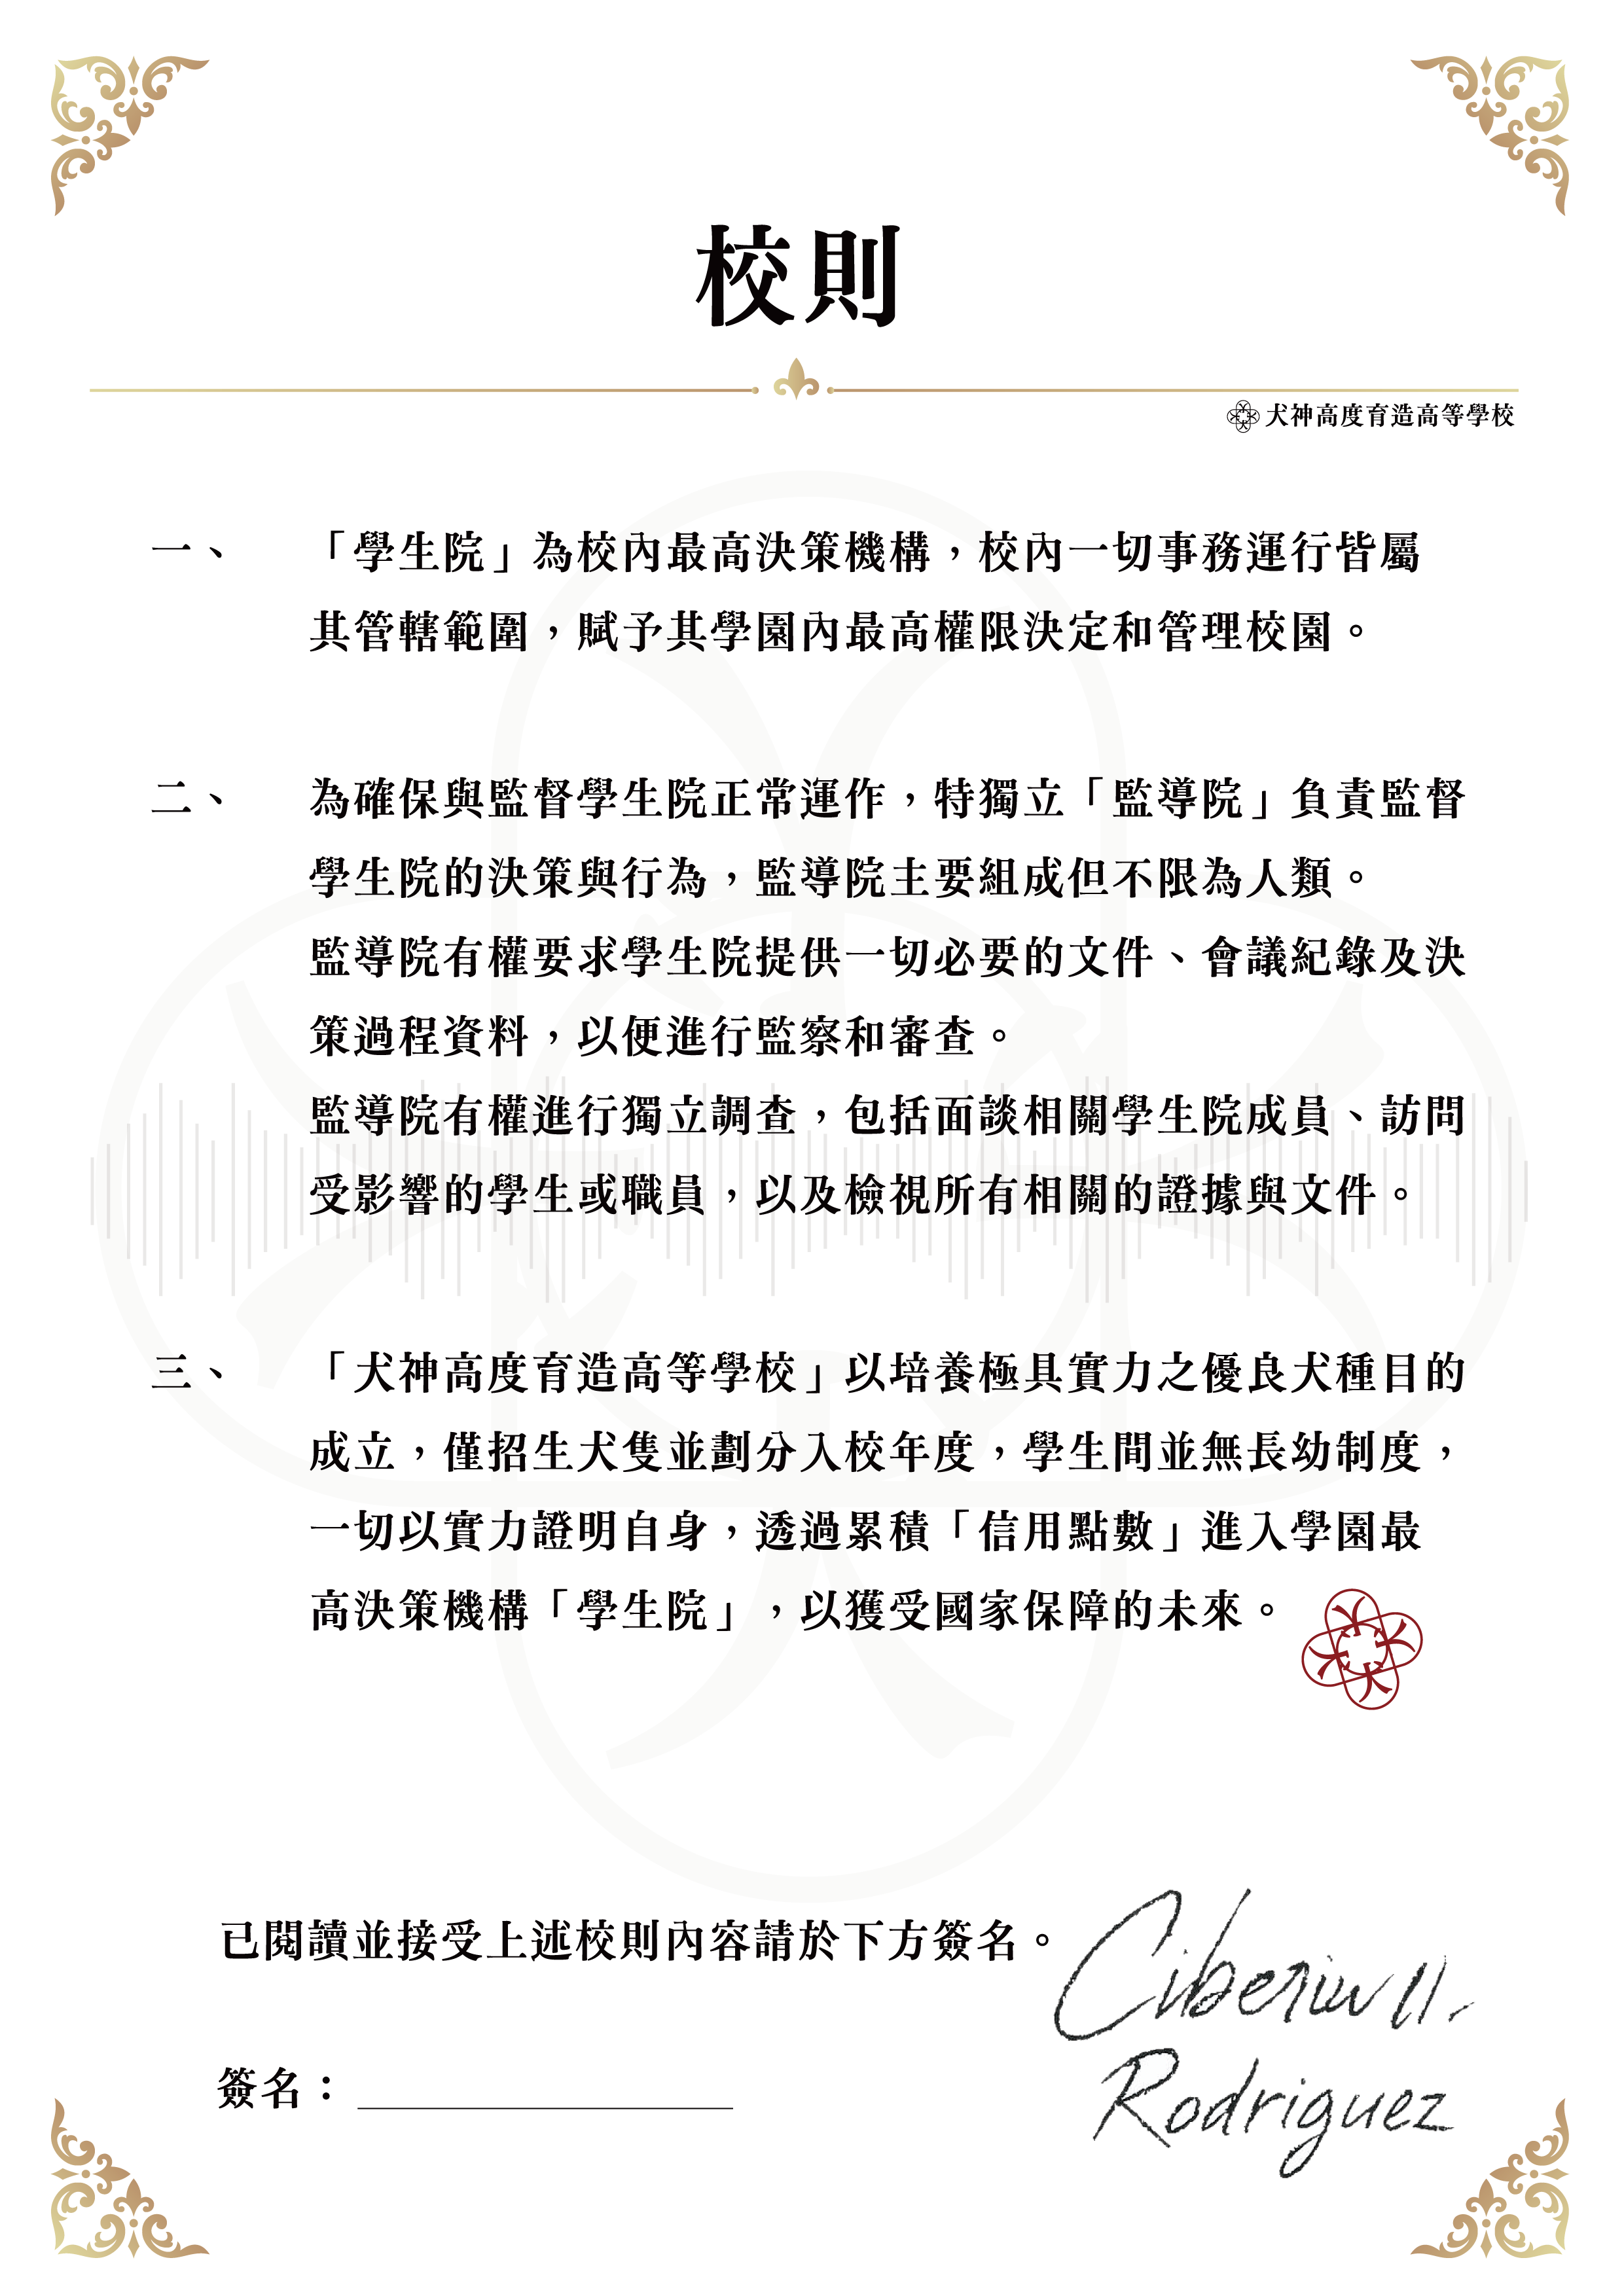 校則
犬神高度育造高等學校
一、 「學生院」為校內最高決策機構，校內一切事務運行皆屬
其管轄範圍，賦予其學園內最高權限決定和管理校園。
二、 為確保與監督學生院正常運作，特獨立「監導院」負責監督
學生院的決策與行為，監導院主要組成但不限為人類。
監導院有權要求學生院提供一切必要的文件、會議紀錄及決
策過程資料，以便進行監察和審查。
監導院有權進行獨立調查，包括面談相關學生院成員、訪問
受影響的學生或職員，以及檢視所有相關的證據與文件。
三、 「犬神高度育造高等學校」以培養極具實力之優良犬種目的
成立，僅招生犬隻並劃分入校年度，學生間並無長幼制度，
一切以實力證明自身，透過累積「信用點數」進入學園最
高決策機構「學生院」，以獲受國家保障的未來。
已閱讀並接受上述校則內容請於下方簽名。
簽名：
Rodriguez